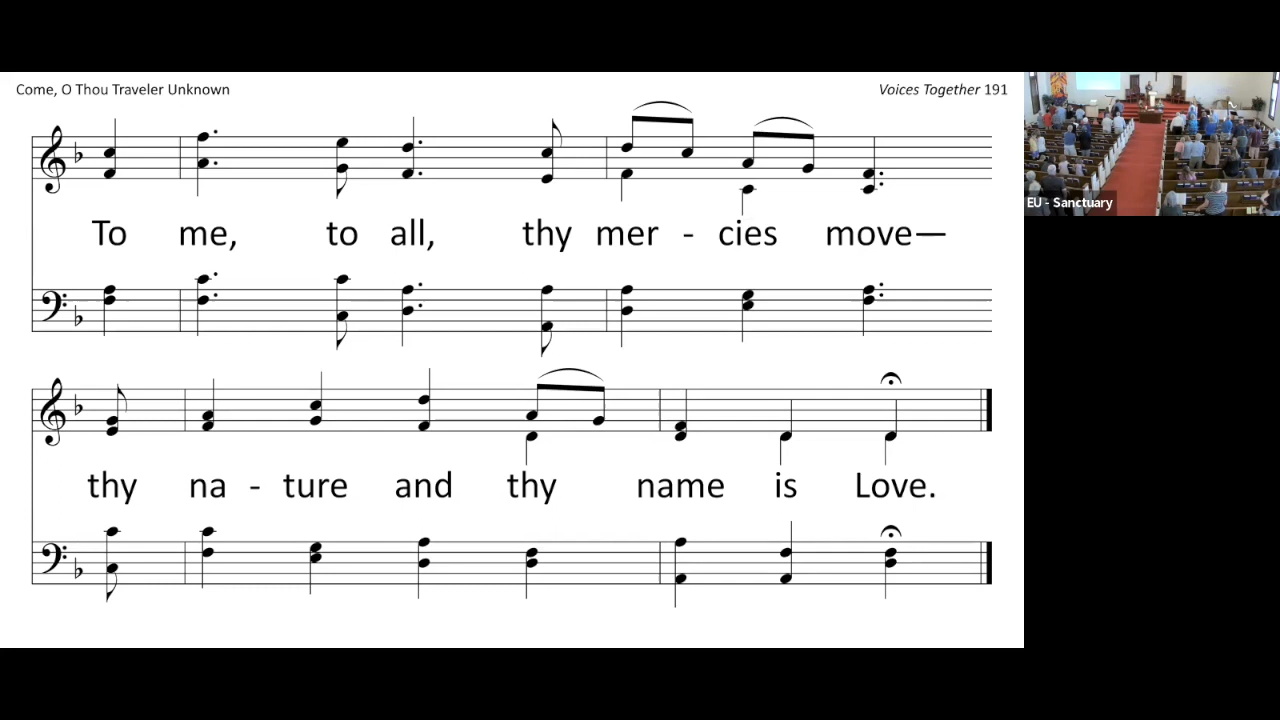 Come, O Thou Traveler Unknown
Voices Together 191
EU - Sanctuary
To me, to all, thy mer - cies move—
thy na - ture and thy name is Love.